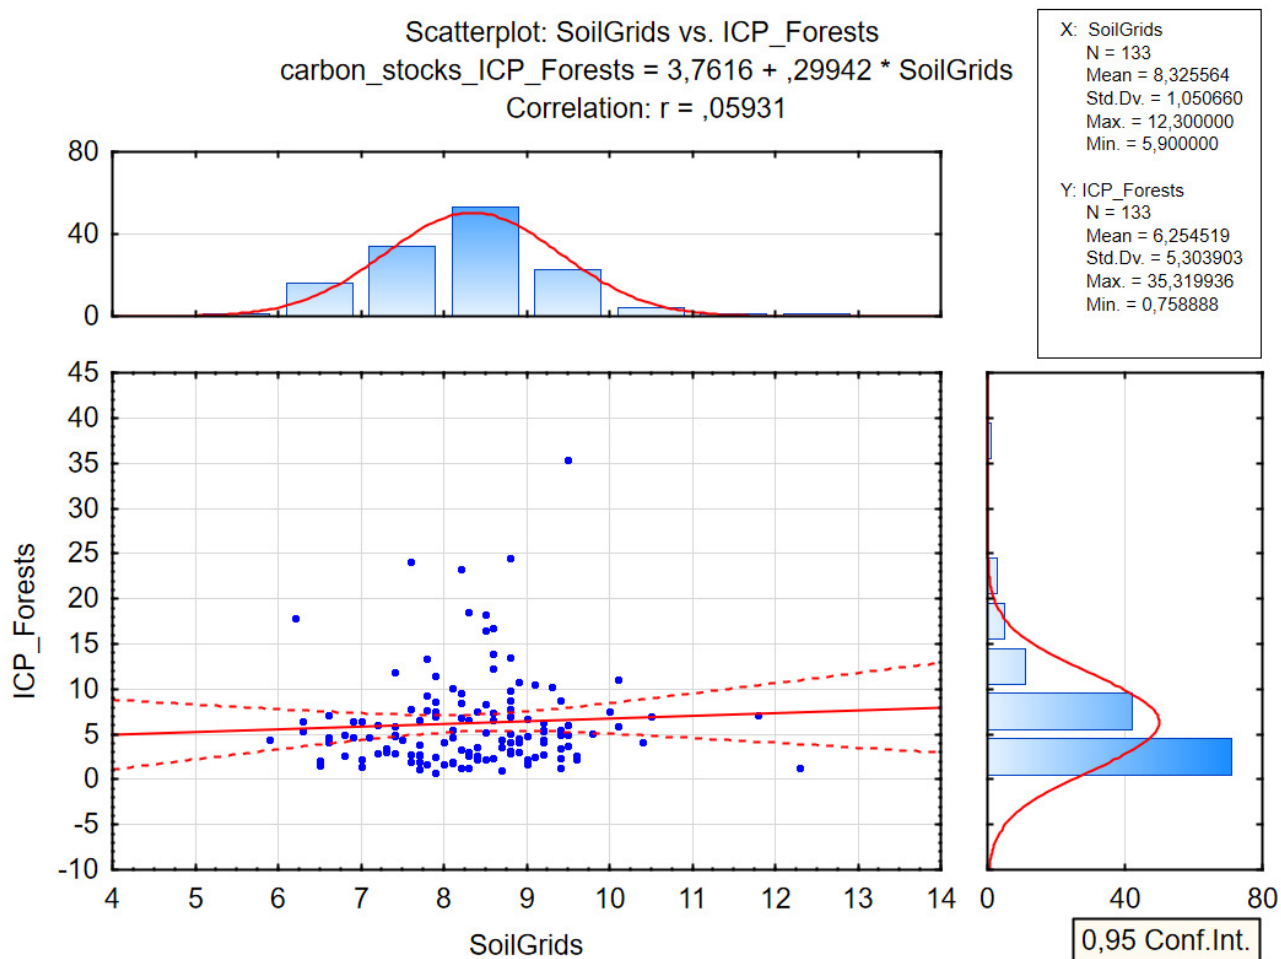 Scatterplot: SoilGrids vs. ICP_Forests
carbon_stocks_ICP_Forests = 3,7616 + ,29942 * SoilGrids
Correlation: r = ,05931
X: SoilGrids
N = 133
Mean = 8,325564
Std.Dv. = 1,050660
Max. = 12,300000
Min. = 5,900000
Y: ICP_Forests
N = 133
Mean = 6,254519
Std.Dv. = 5,303903
Max. = 35,319936
Min. = 0,758888
80
40
0
45
40
35
30
25
20
15
10
5
0
-5
-10
ICP_Forests
4 5 6 7 8 9 10 11 12 13 14
SoilGrids
0 40 80
0,95 Conf.Int.